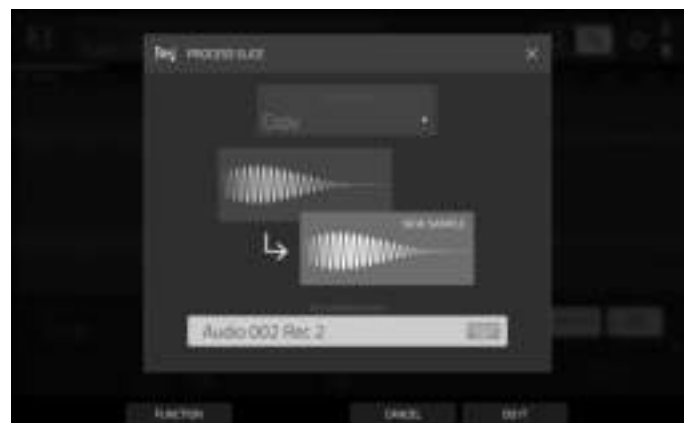 PROCESS SLICE
Copy
NEW SAMPLE
Audio 002 Rec 2
FUNCTION
CANCEL
DO IT